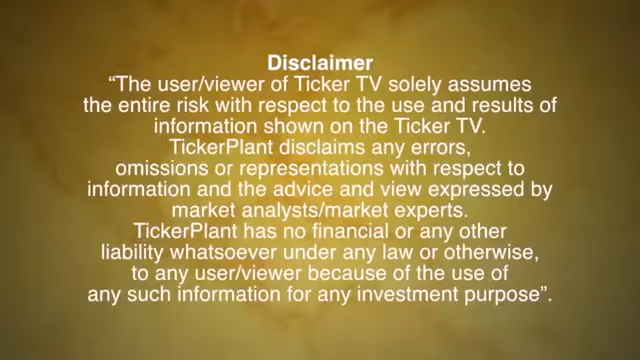 Disclaimer
“The user/viewer of Ticker TV solely assumes
the entire risk with respect to the use and results of
information shown on the Ticker TV.
TickerPlant disclaims any errors,
omissions or representations with respect to
information and the advice and view expressed by
market analysts/market experts.
TickerPlant has no financial or any other
liability whatsoever under any law or otherwise,
to any user/viewer because of the use of
any such information for any investment purpose”.